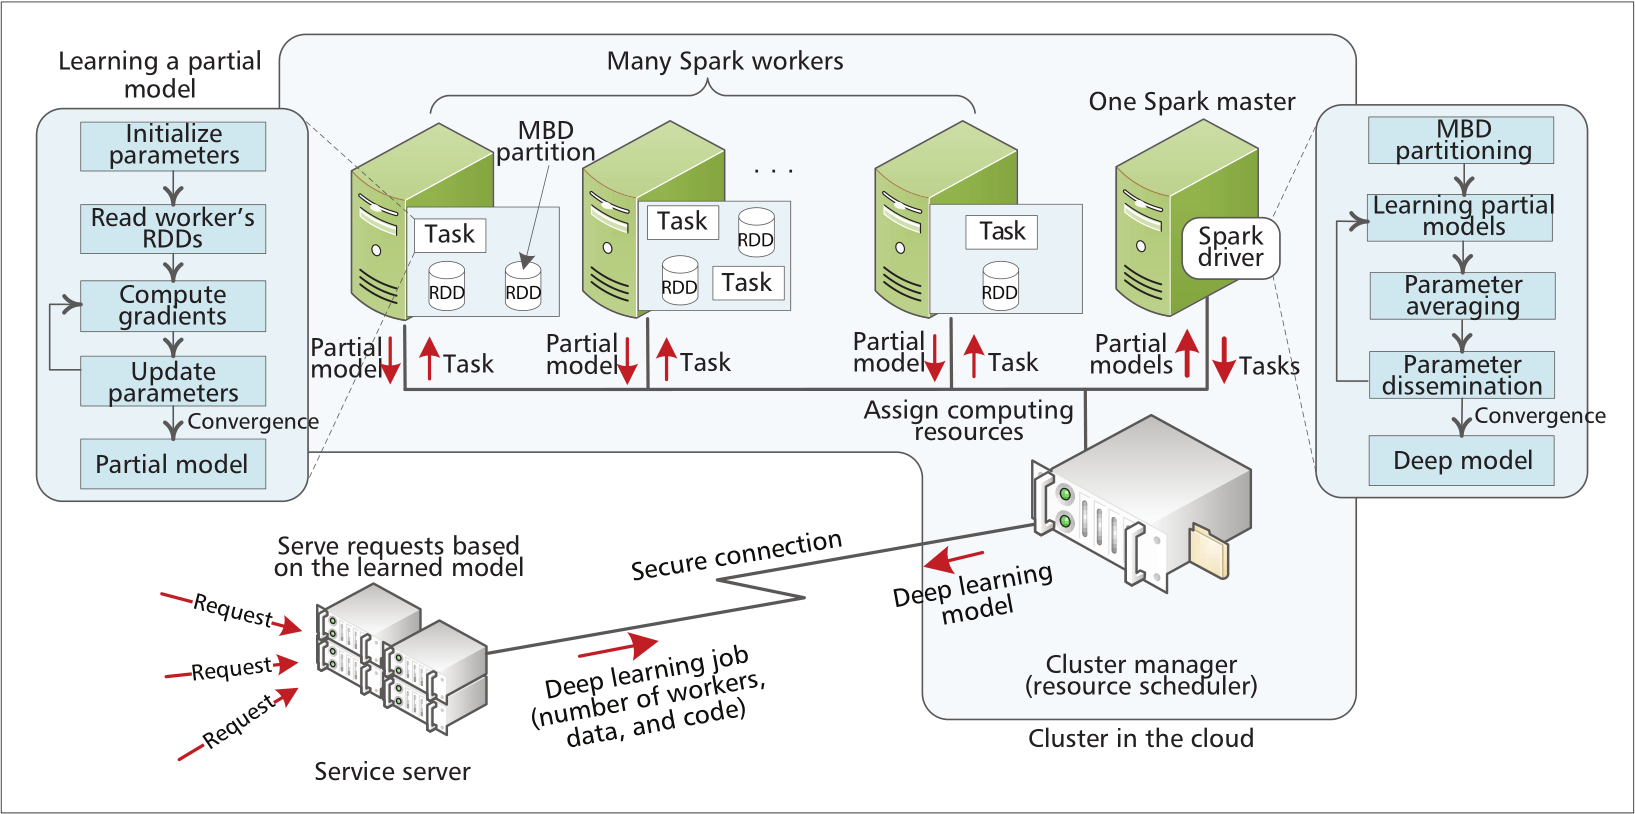 Learning a partial
model
Initialize
parameters
Read worker's
RDDs
Compute
gradients
Update
parameters
Convergence
Partial model
Many Spark workers
MBD
partition
Task
RDD
RDD
Task
RDD
RDD
Task
. . .
Task
RDD
One Spark master
Spark
driver
Partial
model
Task
Partial
model
Task
Partial
model
Task
Partial
models
Tasks
MBD
partitioning
Learning partial
models
Parameter
averaging
Parameter
dissemination
Convergence
Deep model
Assign computing
resources
Serve requests based
on the learned model
Request
Request
Request
Service server
Secure connection
Deep learning job
(number of workers,
data, and code)
Deep learning
model
Cluster manager
(resource scheduler)
Cluster in the cloud